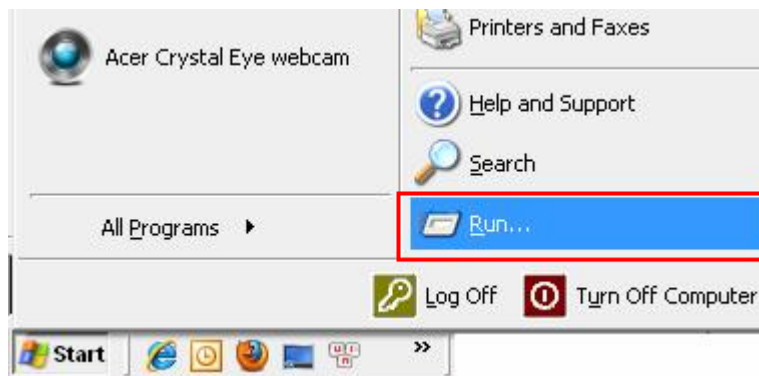 Printers and Faxes
Acer Crystal Eye webcam
Help and Support
Search
All Programs
Run...
Log Off
Turn Off Computer
Start